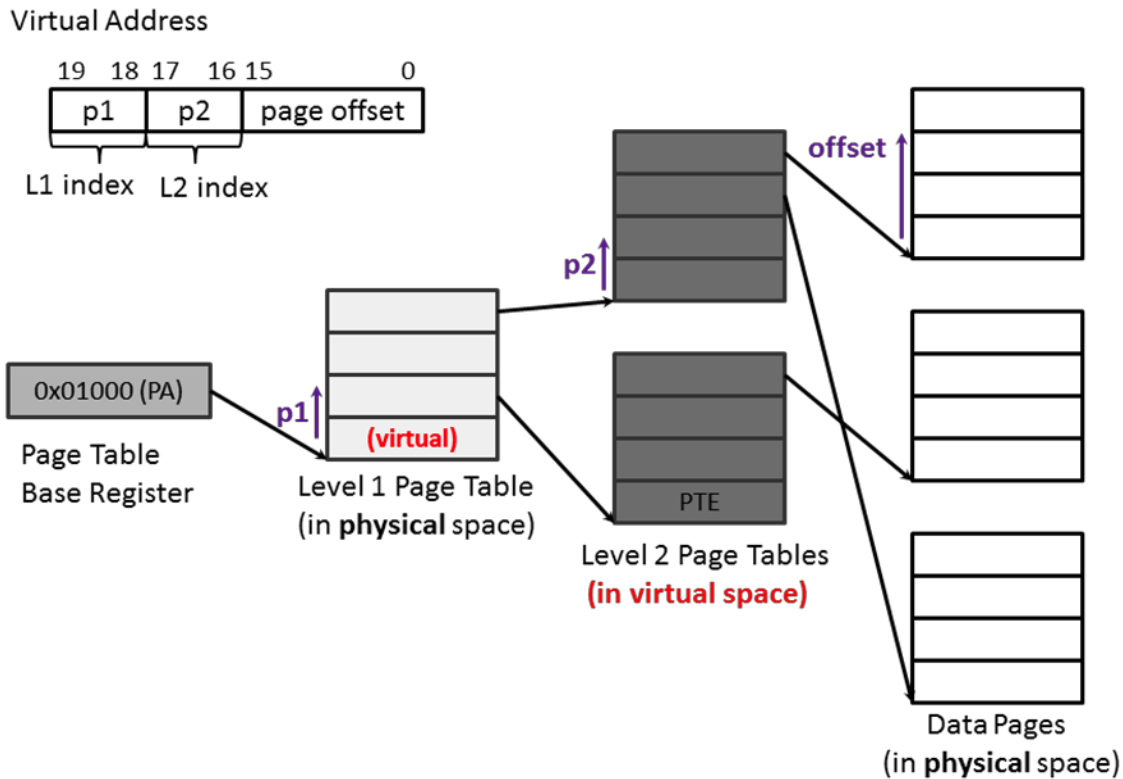 Virtual Address
19 18 17 16 15 0
p1 p2 page offset
L1 index L2 index
offset
p2
0x01000 (PA)
p1
(virtual)
Page Table
Base Register
Level 1 Page Table
(in physical space)
PTE
Level 2 Page Tables
(in virtual space)
Data Pages
(in physical space)